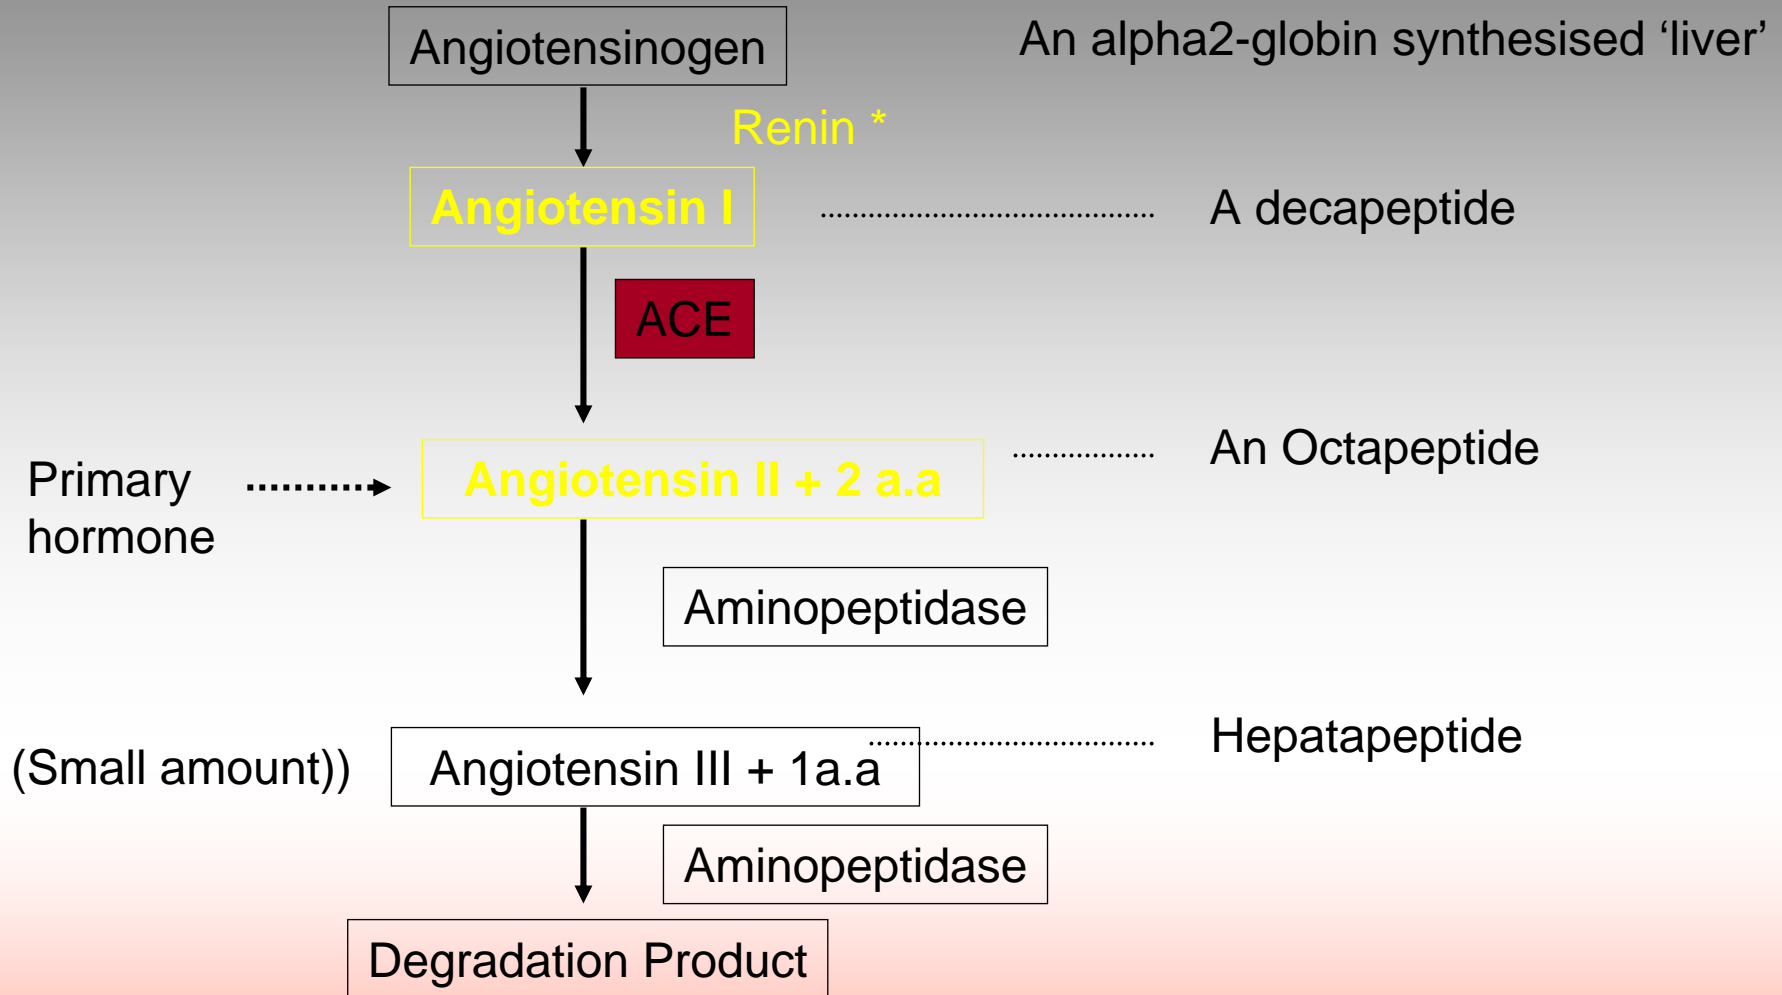 Angiotensinogen
An alpha2-globin synthesised ‘liver’
Renin *
Angiotensin I
A decapeptide
ACE
An Octapeptide
Primary
hormone
Angiotensin II + 2 a.a
Aminopeptidase
Hepatapeptide
(Small amount))
Angiotensin III + 1a.a
Aminopeptidase
Degradation Product